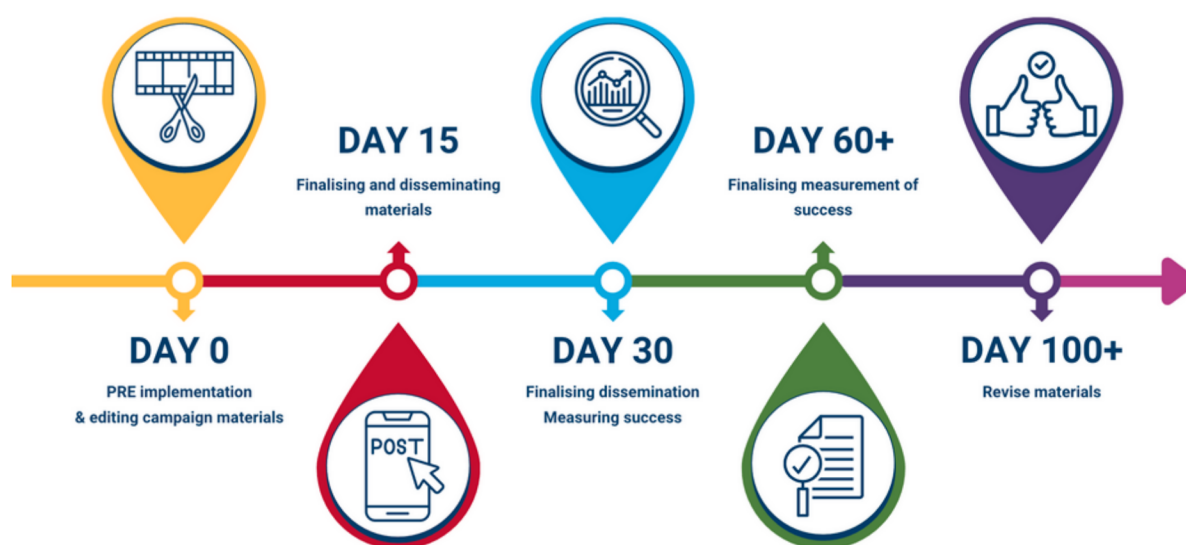 DAY 0
PRE implementation
& editing campaign materials
DAY 15
Finalising and disseminating
materials
POST
DAY 30
Finalising dissemination
Measuring success
DAY 60+
Finalising measurement of
success
DAY 100+
Revise materials